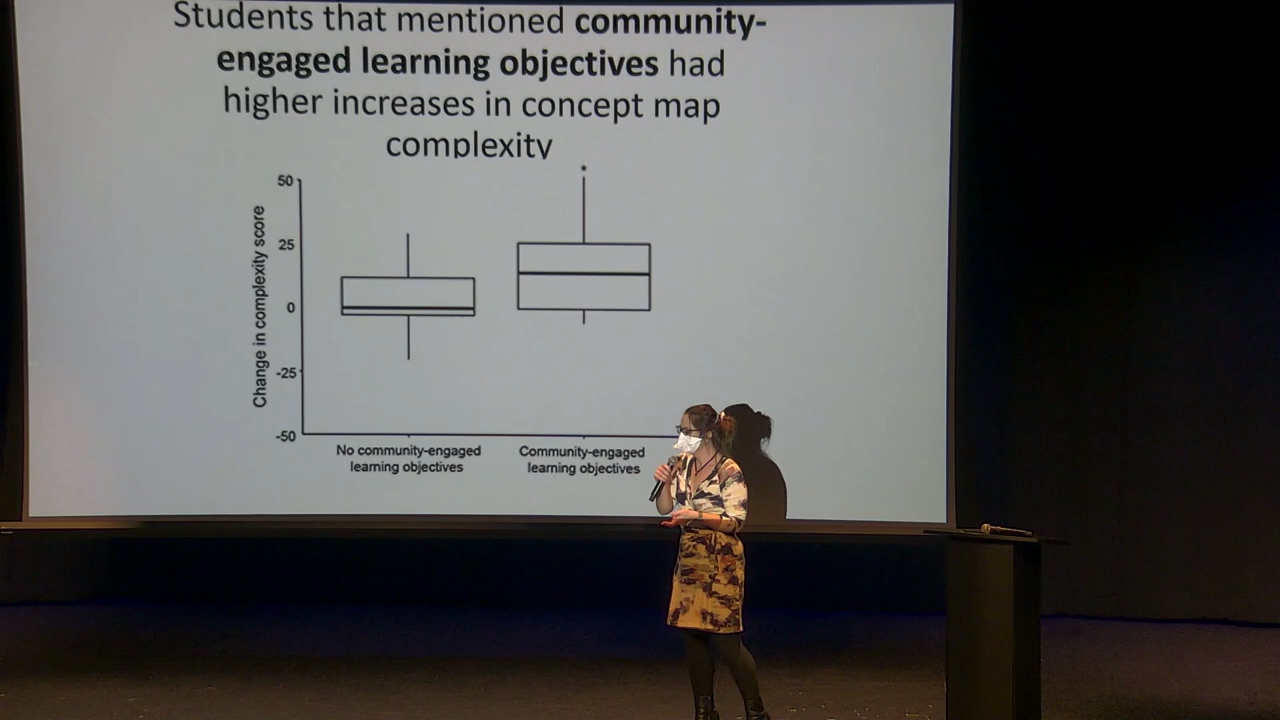 Students that mentioned community-
engaged learning objectives had
higher increases in concept map
complexity
*
50
25
0
-25
-50
Change in complexity score
No community-engaged
learning objectives
Community-engaged
learning objectives